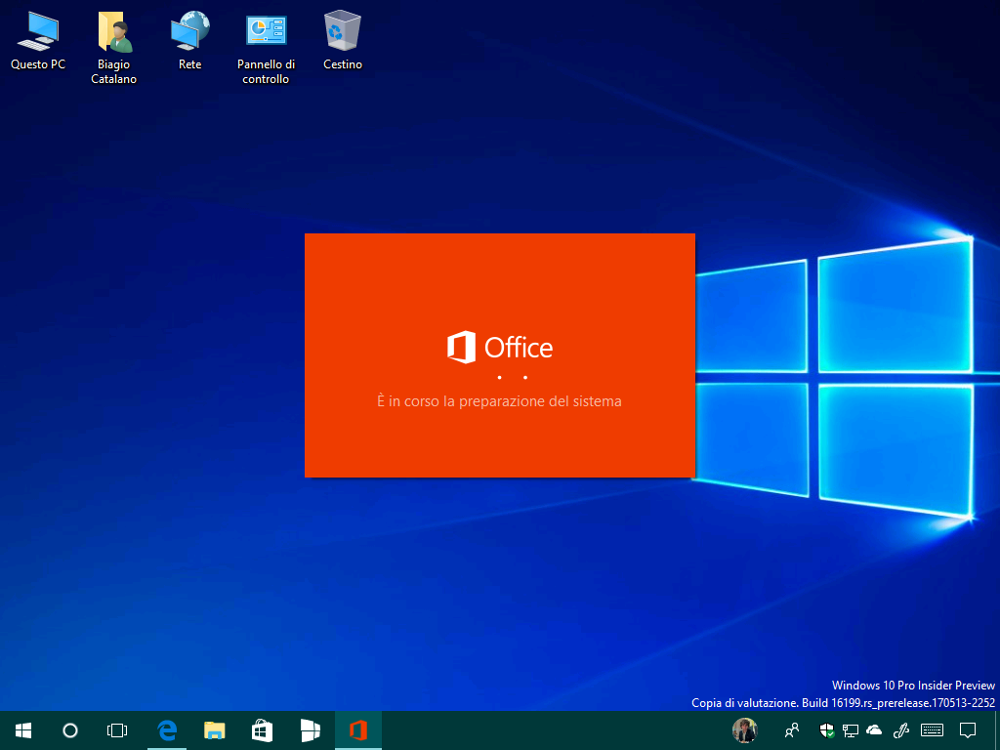 Questo PC
Biagio
Catalano
Rete
Pannello di
controllo
Cestino
Office
È in corso la preparazione del sistema
Windows 10 Pro Insider Preview
Copia di valutazione. Build 16199.rs_prerelease.170513-2252